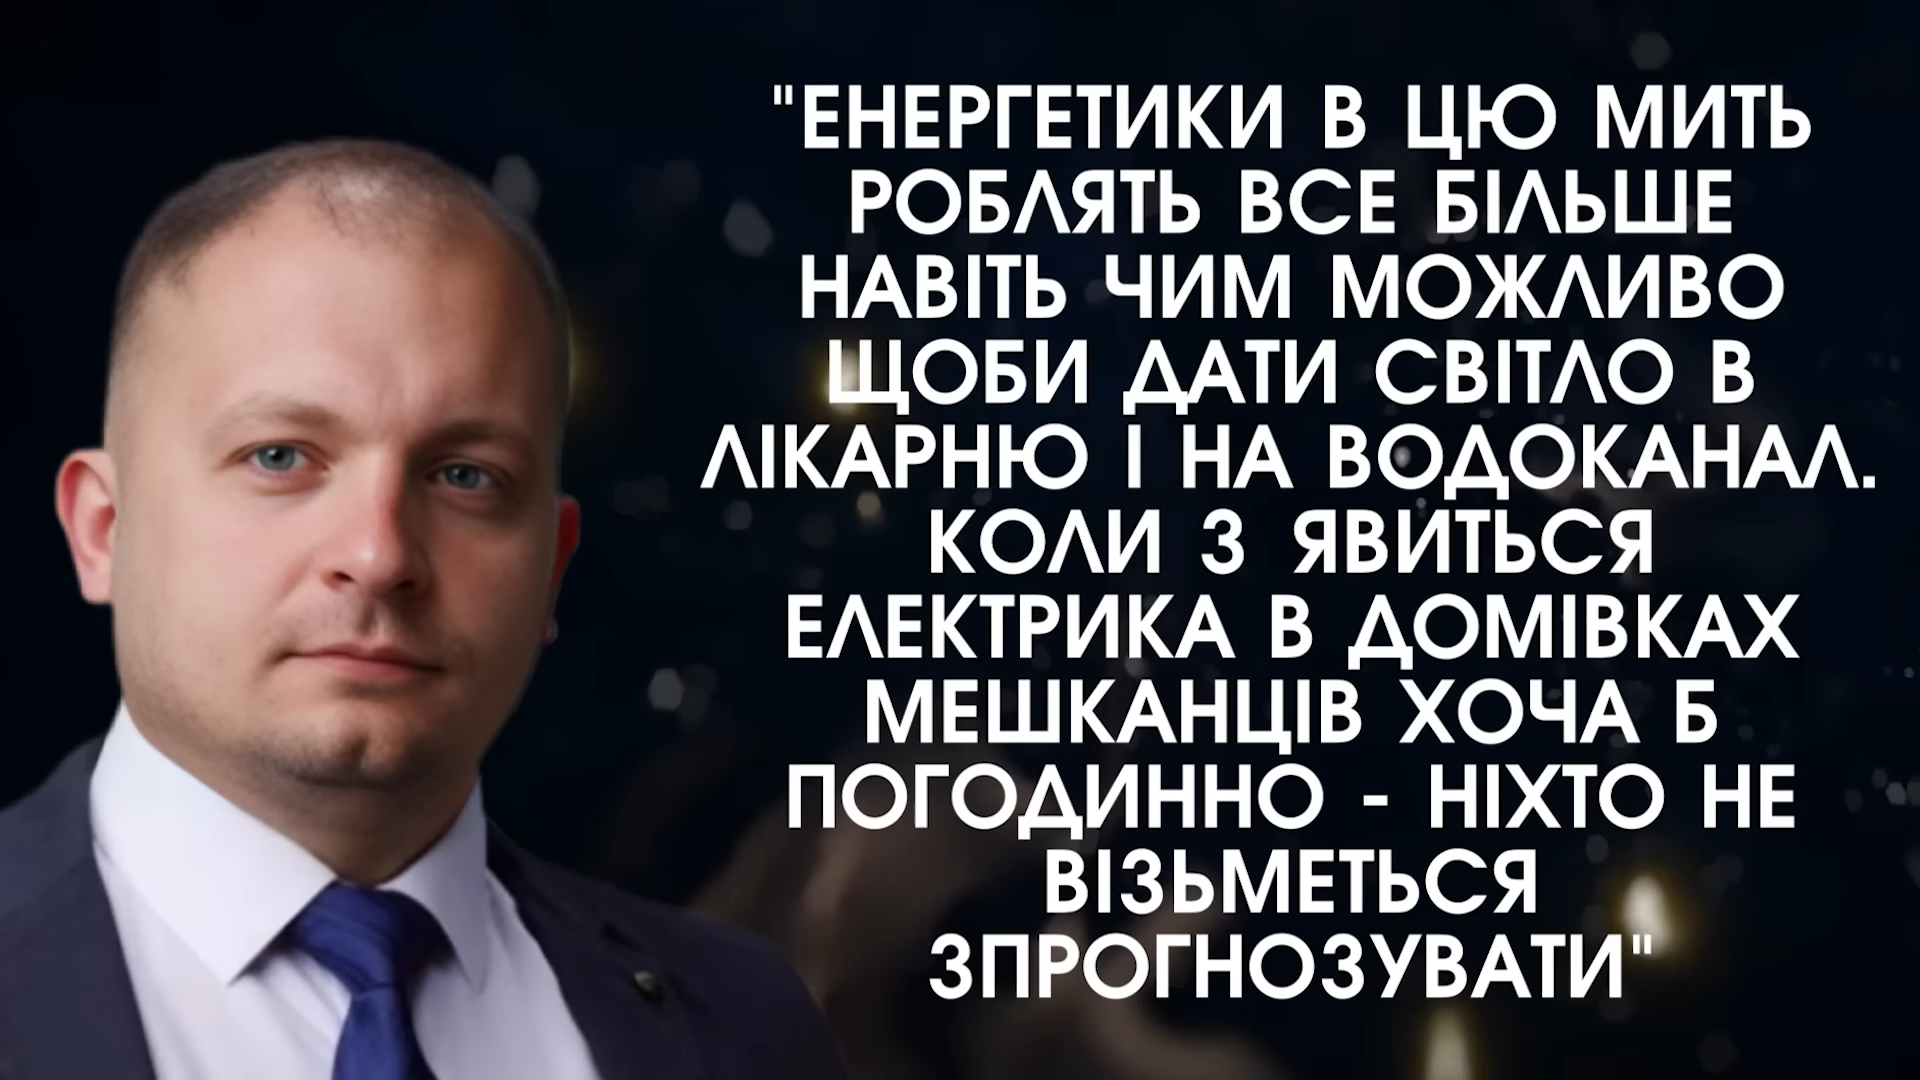 "ЕНЕРГЕТИКИ В ЦЮ МИТЬ
РОБЛЯТЬ ВСЕ БІЛЬШЕ
НАВІТЬ ЧИМ МОЖЛИВО
ЩОБИ ДАТИ СВІТЛО В
ЛІКАРНЮ І НА ВОДОКАНАЛ.
КОЛИ З ЯВИТЬСЯ
ЕЛЕКТРИКА В ДОМІВКАХ
МЕШКАНЦІВ ХОЧА Б
ПОГОДИННО - НІХТО НЕ
ВІЗЬМЕТЬСЯ
ЗПРОГНОЗУВАТИ"